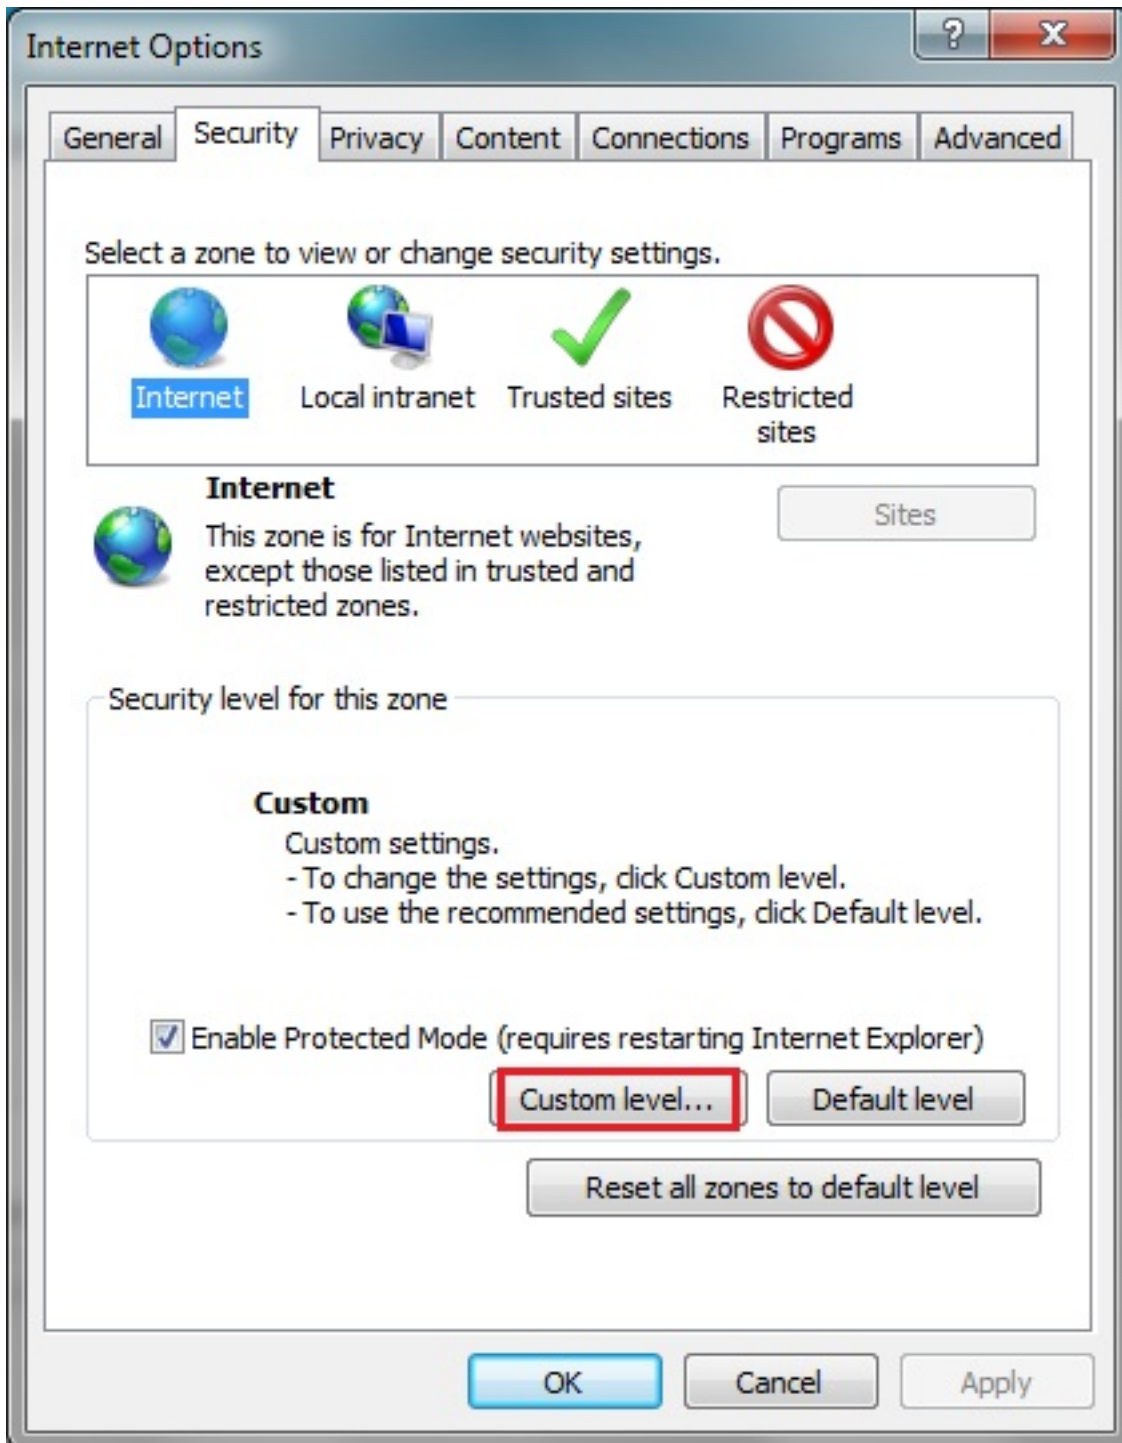 Internet Options
General Security Privacy Content Connections Programs Advanced
Select a zone to view or change security settings.
Internet Local intranet Trusted sites Restricted
sites
Internet
Sites
This zone is for Internet websites,
except those listed in trusted and
restricted zones.
Security level for this zone
Custom
Custom settings.
- To change the settings, click Custom level.
- To use the recommended settings, click Default level.
Enable Protected Mode (requires restarting Internet Explorer)
Custom level... Default level
Reset all zones to default level
OK Cancel Apply